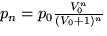 p_n = p_0 \frac{V_0^n}{(V_0+1)^n}